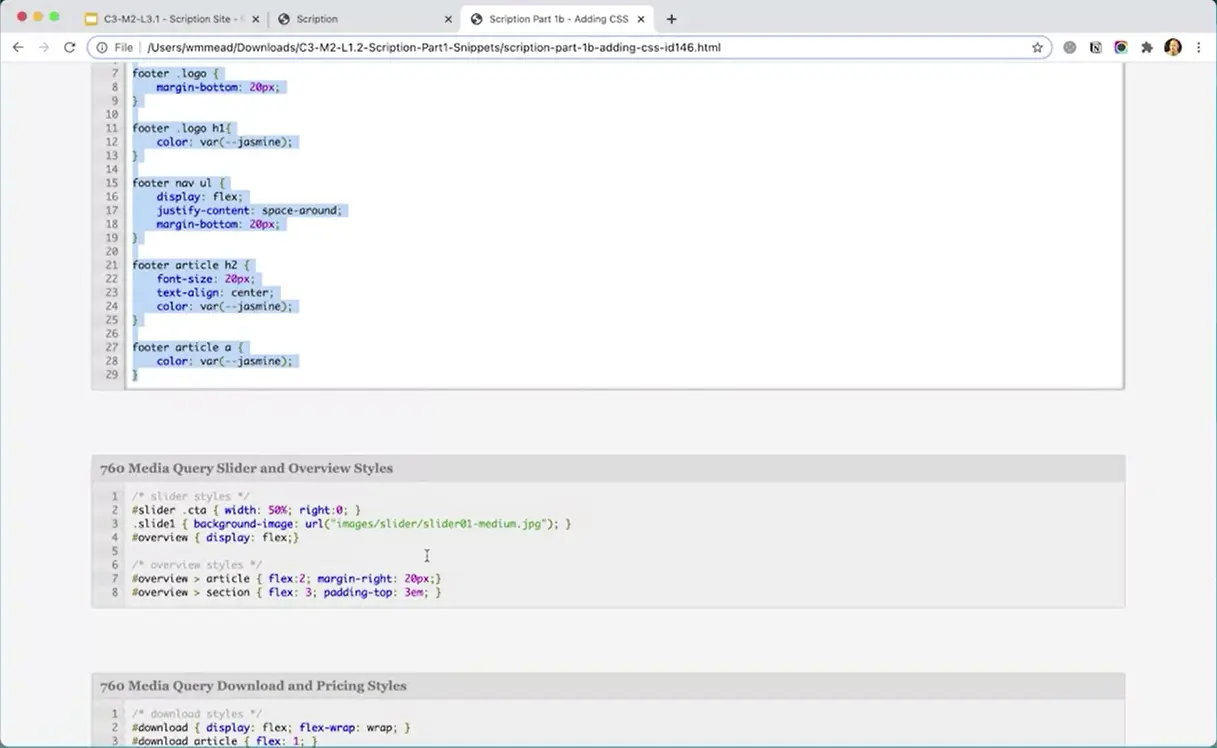 C3-M2-L3.1 - Scription Site -
Scription
Scription Part 1b - Adding CSS
File /Users/wmmead/Downloads/C3-M2-L1.2-Scription-Part1-Snippets/scription-part-1b-adding-css-id146.html
7 footer .logo {
8 margin-bottom: 20px;
9 }
10
11 footer .logo h1{
12 color: var(--jasmine);
13 }
14
15 footer nav ul {
16 display: flex;
17 justify-content: space-around;
18 margin-bottom: 20px;
19 }
20
21 footer article h2 {
22 font-size: 20px;
23 text-align: center;
24 color: var(--jasmine);
25 }
26
27 footer article a {
28 color: var(--jasmine);
29 }
760 Media Query Slider and Overview Styles
1 /* slider styles */
2 #slider .cta { width: 50%; right:0; }
3 .slide1 { background-image: url("images/slider/slider01-medium.jpg"); }
4 #overview { display: flex;}
5
6 /* overview styles */
7 #overview > article { flex:2; margin-right: 20px;}
8 #overview > section { flex: 3; padding-top: 3em; }
760 Media Query Download and Pricing Styles
1 /* download styles */
2 #download { display: flex; flex-wrap: wrap; }
3 #download article { flex: 1; }